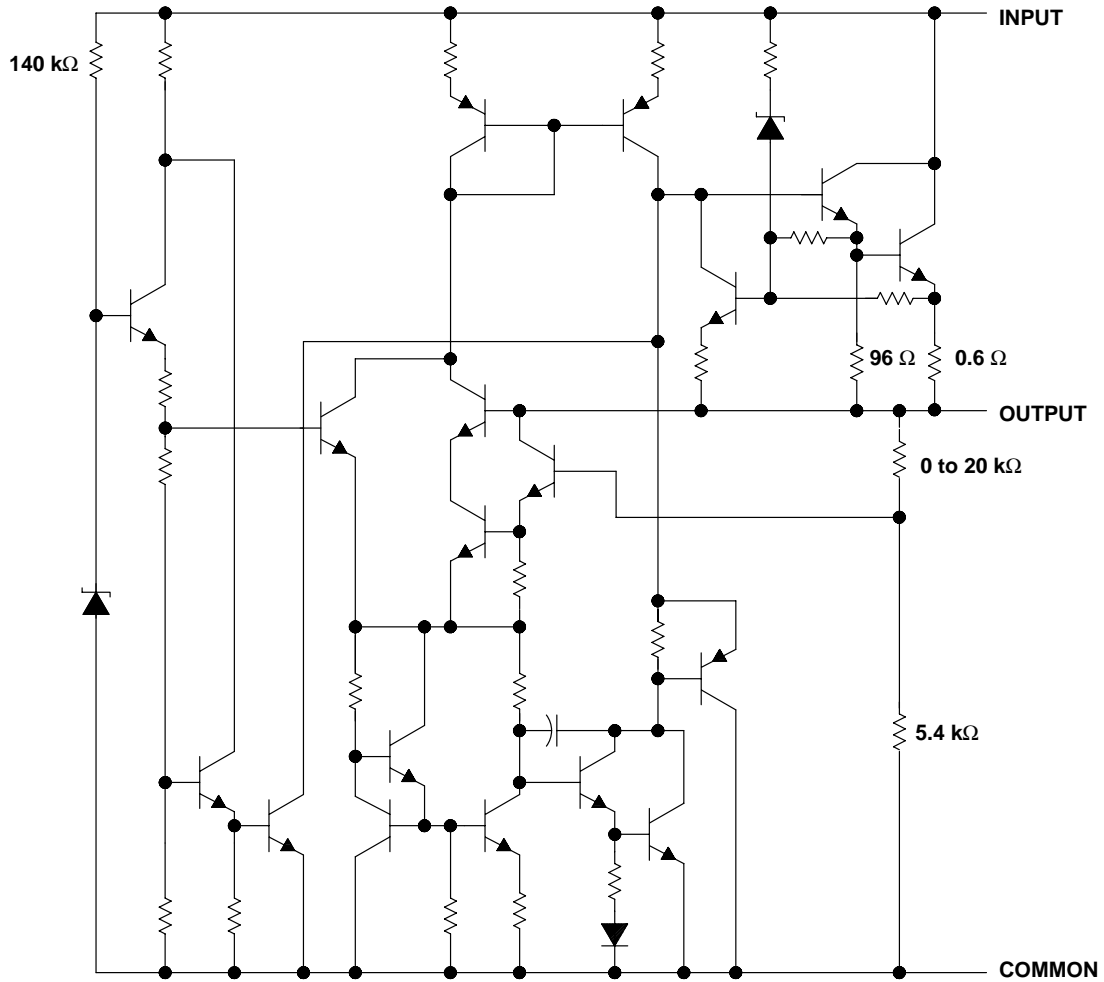 INPUT
140 kΩ
96 Ω
0.6 Ω
OUTPUT
0 to 20 kΩ
5.4 kΩ
COMMON